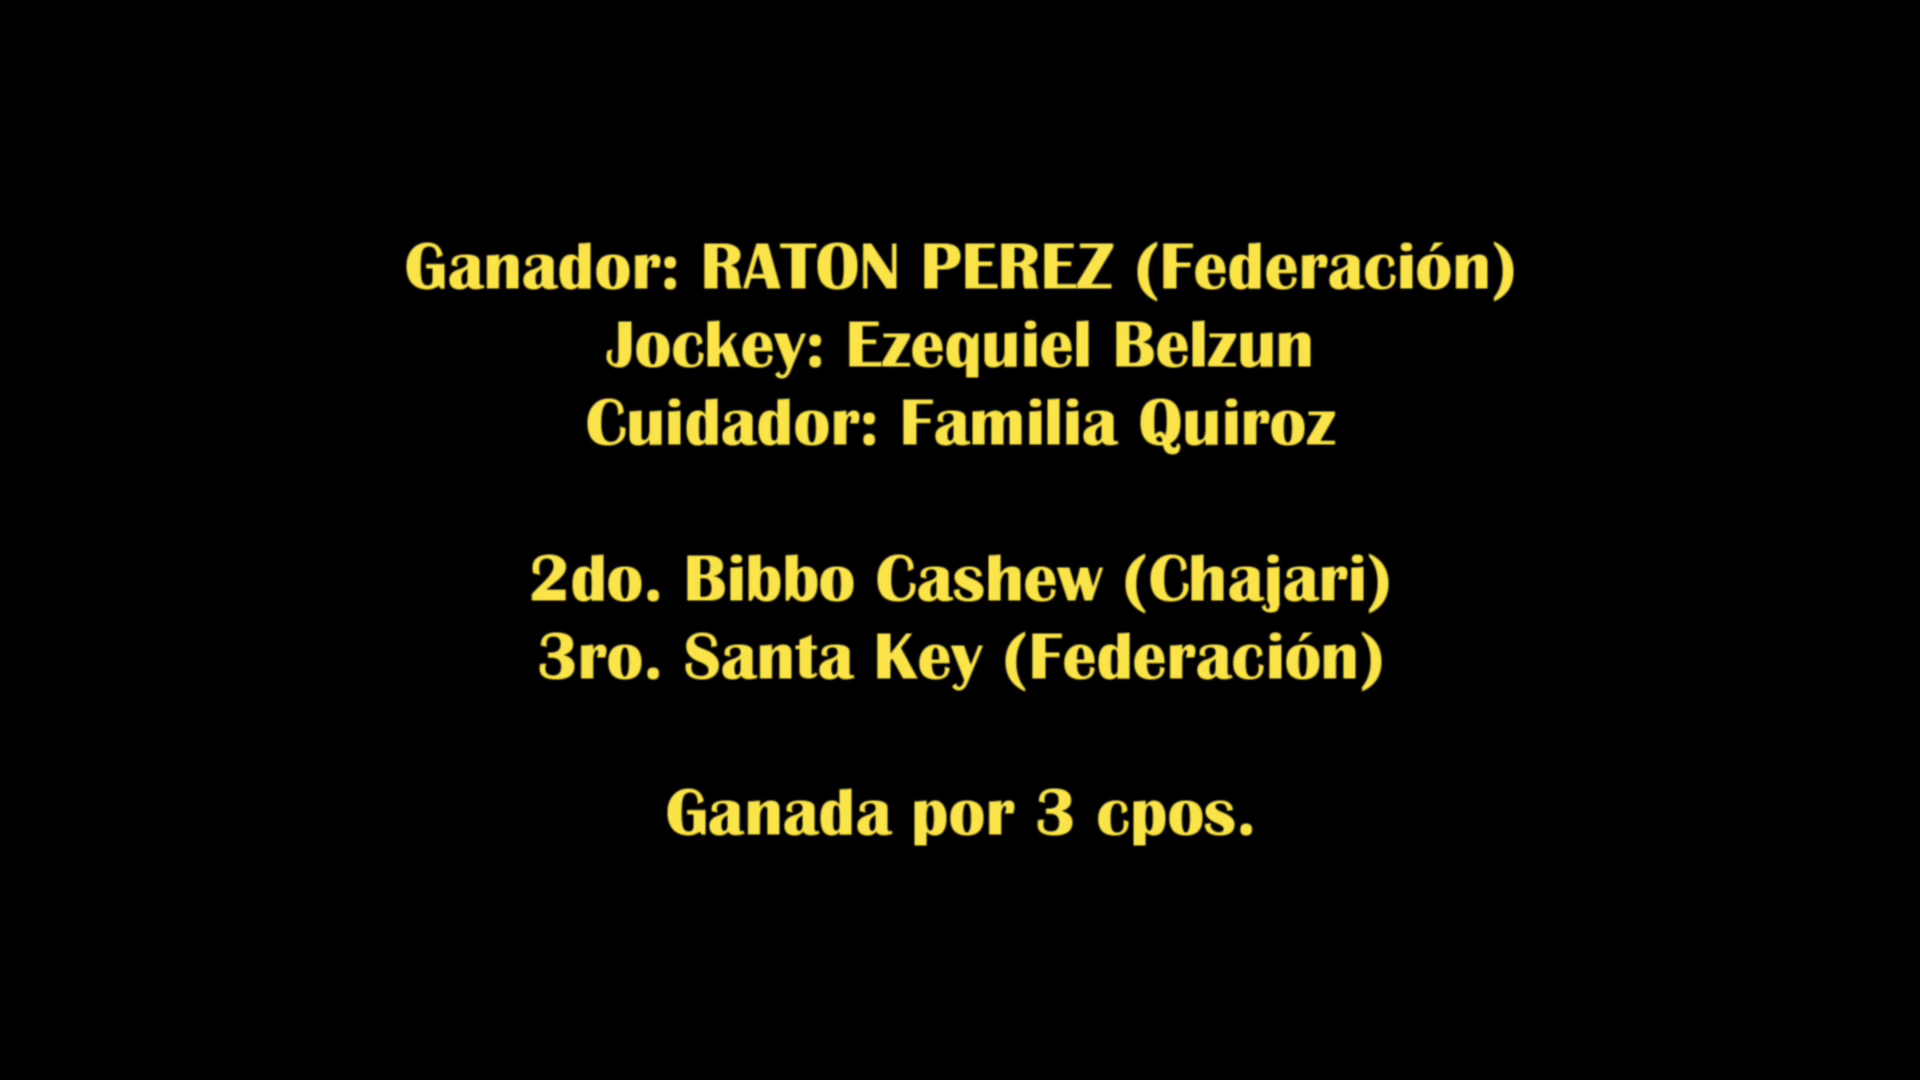 Ganador: RATON PEREZ (Federación)
Jockey: Ezequiel Belzun
Cuidador: Familia Quiroz
2do. Bibbo Cashew (Chajari)
3ro. Santa Key (Federación)
Ganada por 3 cpos.